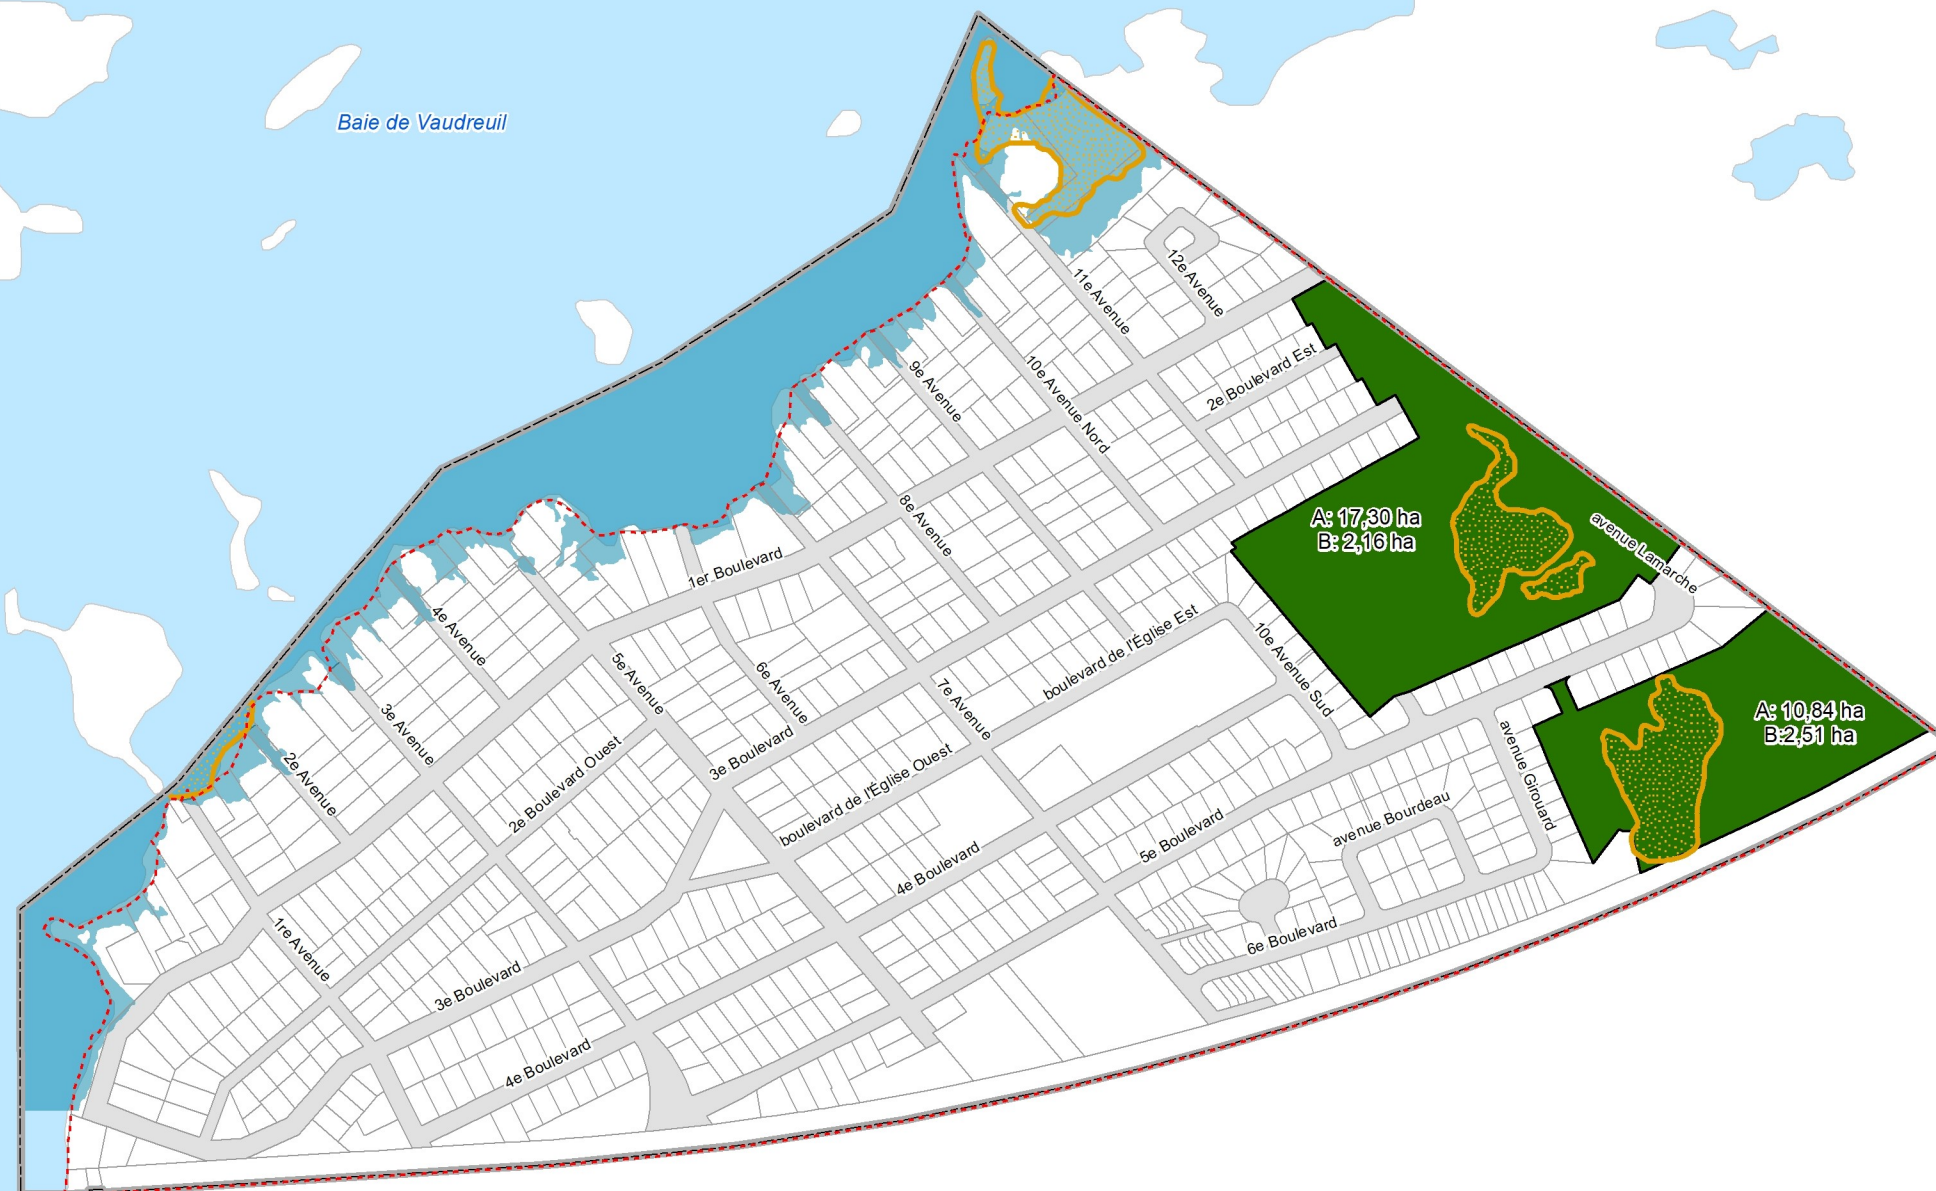 Baie de Vaudreuil
12e Avenue
11e Avenue
2e Boulevard Est
9e Avenue
10e Avenue Nord
8e Avenue
A: 17,30 ha
B: 2,16 ha
avenue Lamarche
1er Boulevard
4e Avenue
5e Avenue
6e Avenue
boulevard de l'Église Est
10e Avenue Sud
7e Avenue
3e Avenue
A: 10,84 ha
B:2,51 ha
2e Avenue
2e Boulevard Ouest
3e Boulevard
boulevard de l'Église Ouest
avenue Girouard
avenue Bourdeau
5e Boulevard
4e Boulevard
1re Avenue
6e Boulevard
3e Boulevard
4e Boulevard